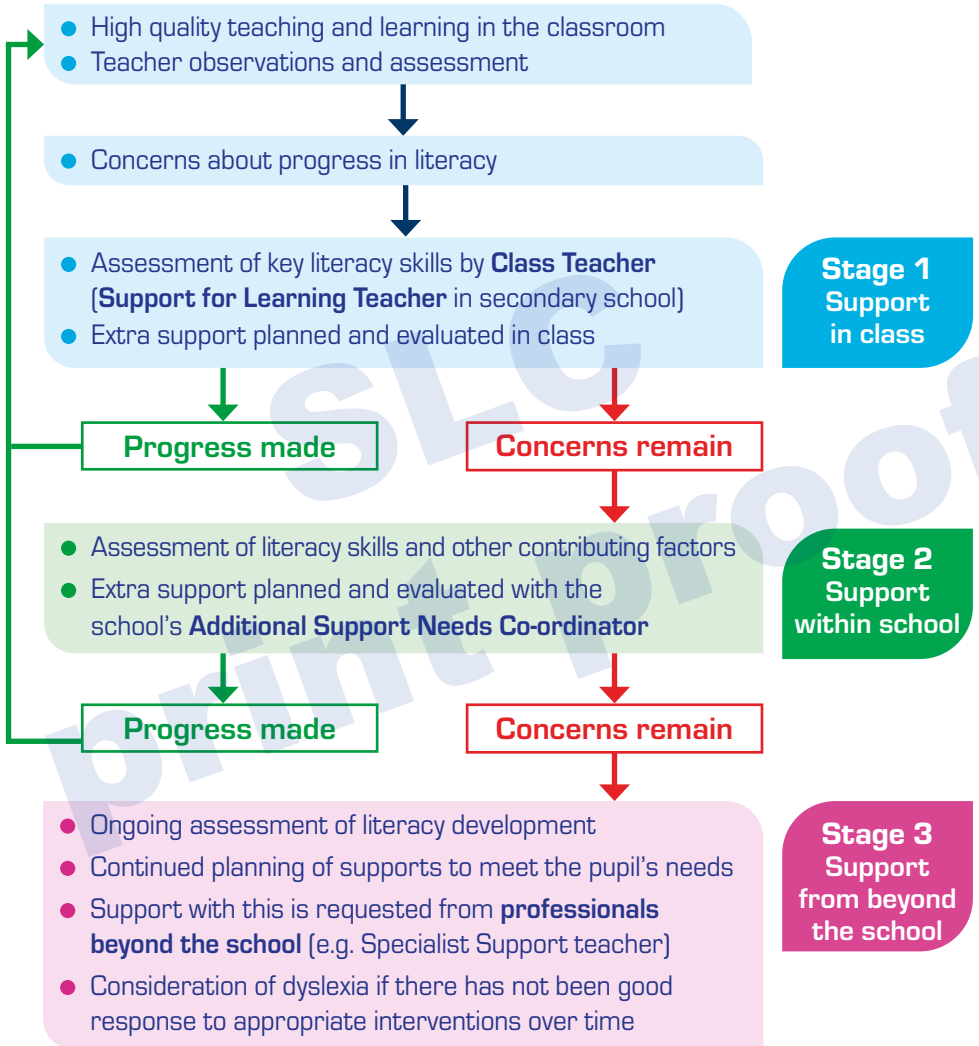 High quality teaching and learning in the classroom
Teacher observations and assessment
Concerns about progress in literacy
Assessment of key literacy skills by Class Teacher
(Support for Learning Teacher in secondary school)
Extra support planned and evaluated in class
Stage 1
Support
in class
Progress made
Concerns remain
Assessment of literacy skills and other contributing factors
Extra support planned and evaluated with the
school's Additional Support Needs Co-ordinator
Stage 2
Support
within school
Progress made
Concerns remain
Ongoing assessment of literacy development
Continued planning of supports to meet the pupil's needs
Support with this is requested from professionals
beyond the school (e.g. Specialist Support teacher)
Consideration of dyslexia if there has not been good
response to appropriate interventions over time
Stage 3
Support
from beyond
the school
SLC
print proof